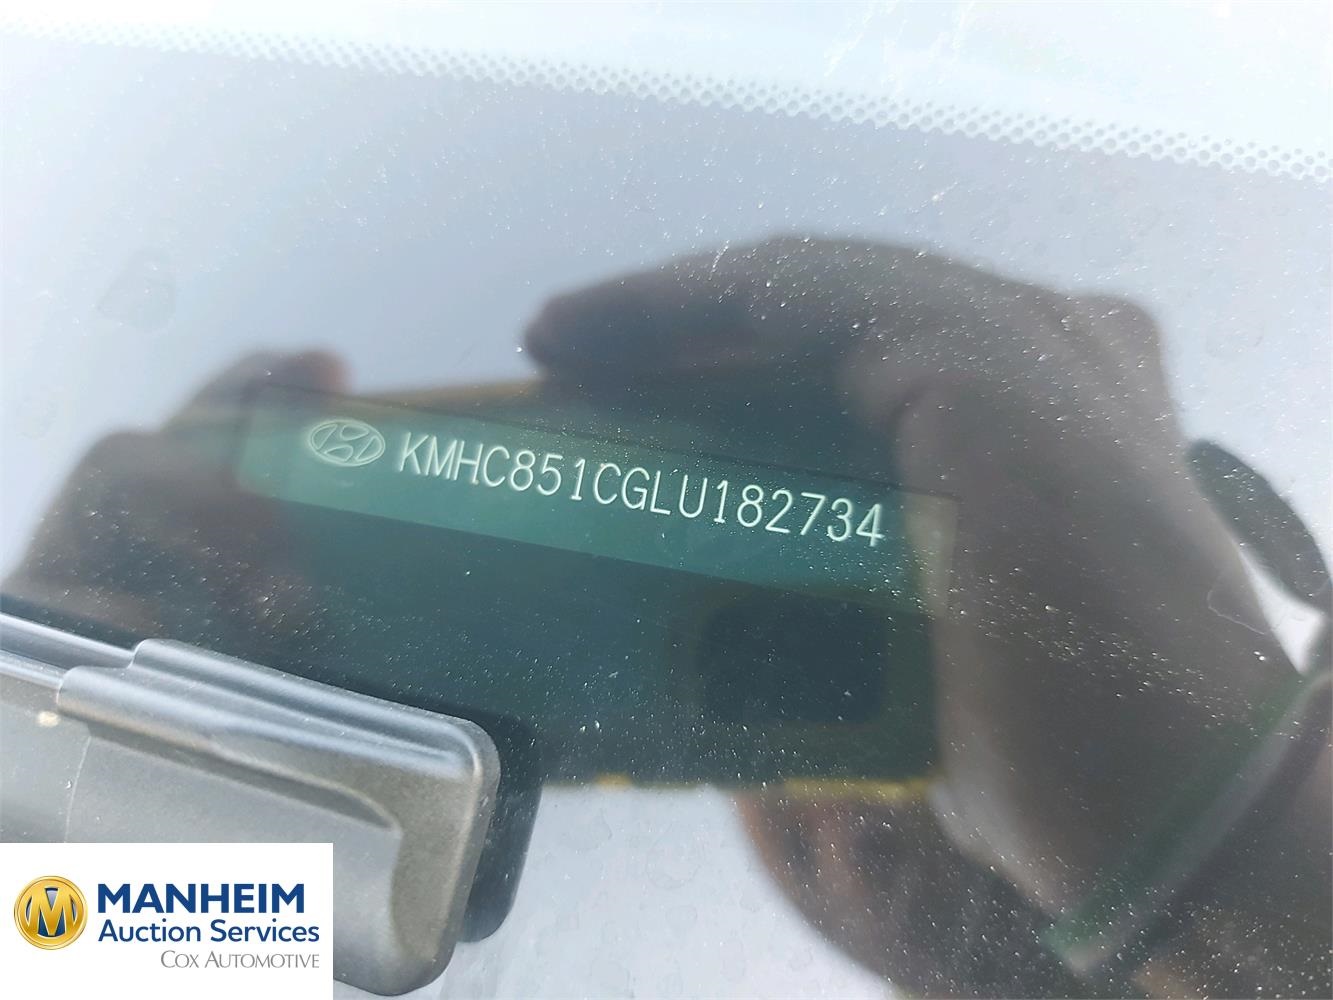 KMHC851CGLU182734
MANHEIM
Auction Services
COX AUTOMOTIVE